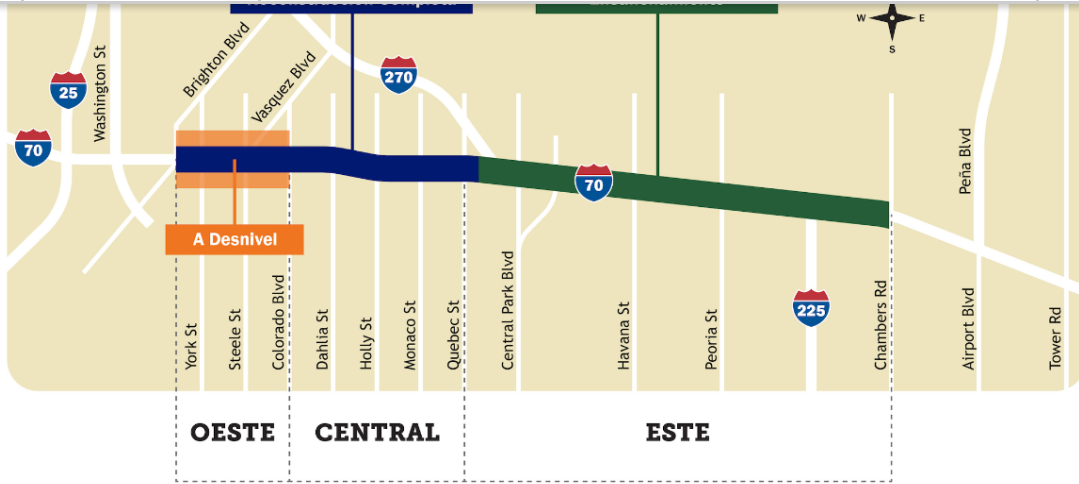 W E
S
25
Washington St
Brighton Blvd
Vasquez Blvd
270
70
70
Peña Blvd
A Desnivel
York St
Steele St
Colorado Blvd
Dahlia St
Holly St
Monaco St
Quebec St
Central Park Blvd
Havana St
Peoria St
225
Chambers Rd
Airport Blvd
Tower Rd
OESTE
CENTRAL
ESTE